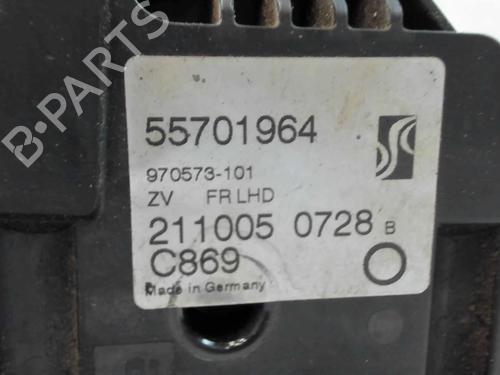 55701964
970573-101
ZV FR LHD
211005 0728 B
C869
Made in Germany
B-PARTS